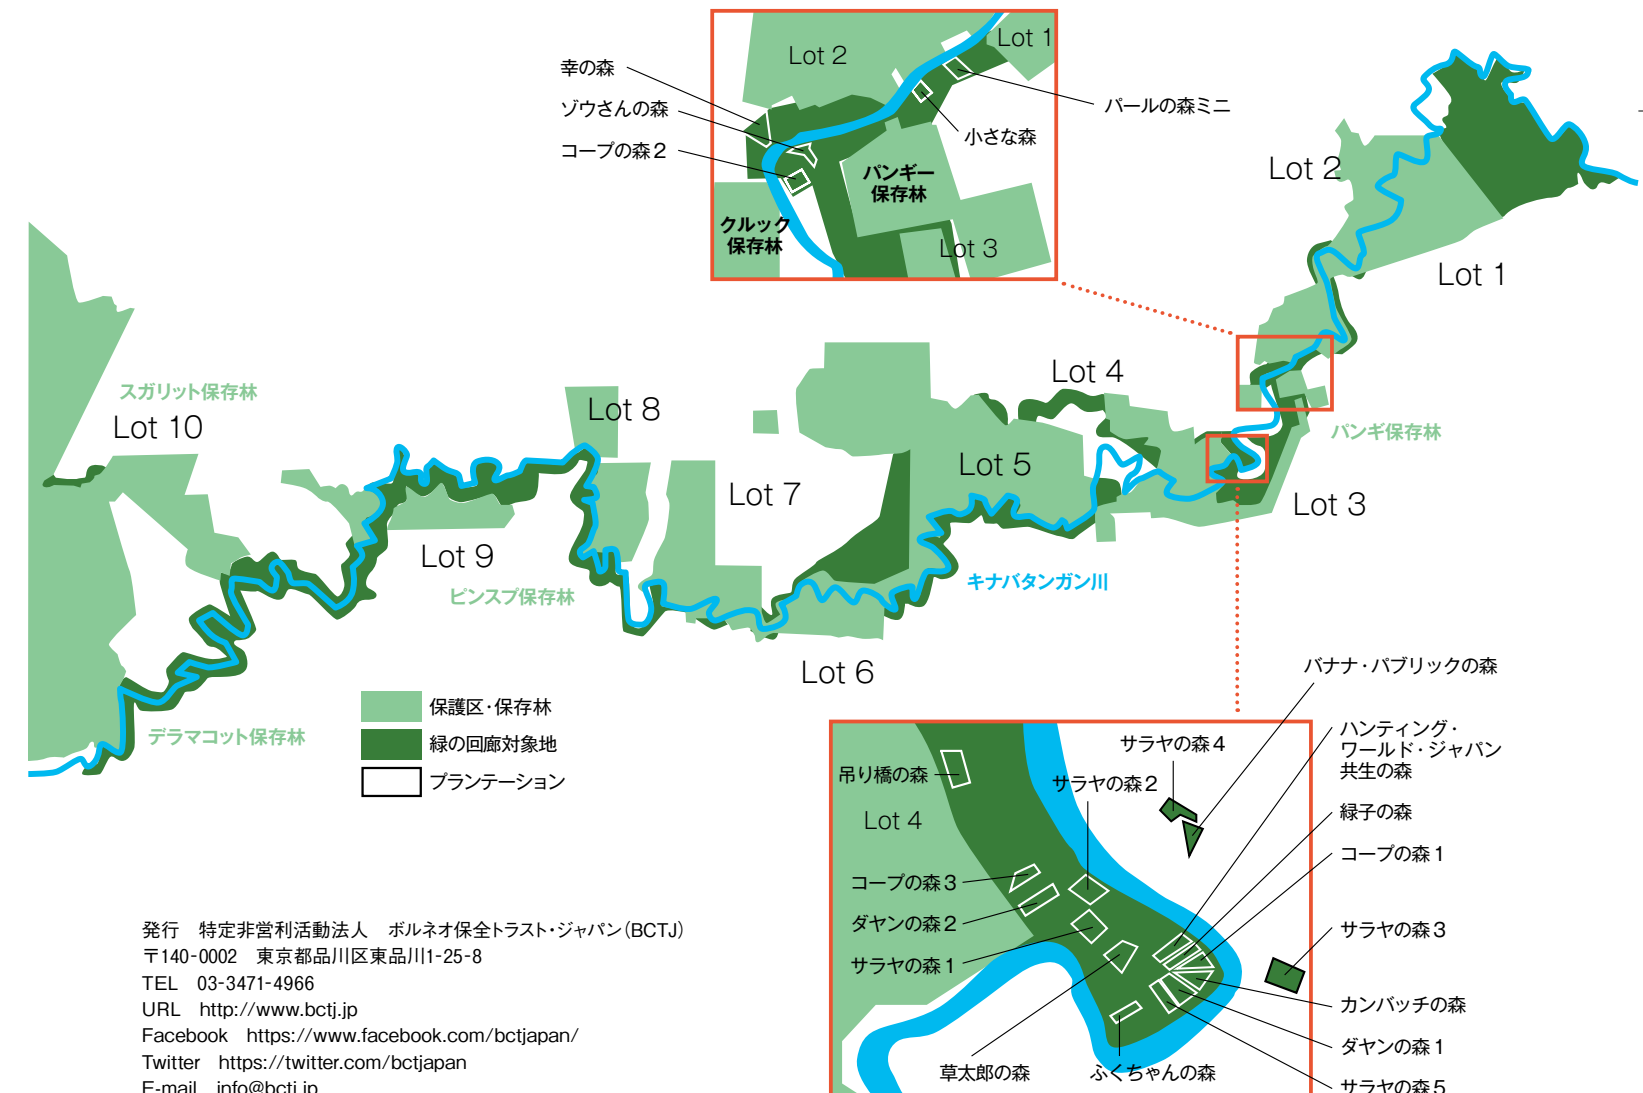 Lot 2
Lot 1
幸の森
ゾウさんの森
コープの森2
パールの森ミニ
小さな森
パンギー
保存林
クルック
保存林
Lot 3
Lot 2
Lot 1
スガリット保存林
Lot 10
Lot 8
Lot 4
パンギ保存林
Lot 5
Lot 7
Lot 3
Lot 9
ピンスプ保存林
キナバタンガン川
Lot 6
デラマコット保存林
保護区・保存林
緑の回廊対象地
プランテーション
バナナ・パブリックの森
サラヤの森4
ハンティング・
ワールド・ジャパン
共生の森
吊り橋の森
サラヤの森2
Lot 4
緑子の森
コープの森1
コープの森3
ダヤンの森2
サラヤの森1
サラヤの森3
カンバッチの森
ダヤンの森1
草太郎の森
ふくちゃんの森
サラヤの森5
発行 特定非営利活動法人 ボルネオ保全トラスト・ジャパン(BCTJ)
〒140-0002 東京都品川区東品川1-25-8
TEL 03-3471-4966
URL http://www.bctj.jp
Facebook https://www.facebook.com/bctjapan/
Twitter https://twitter.com/bctjapan
E-mail info@bctj.jp